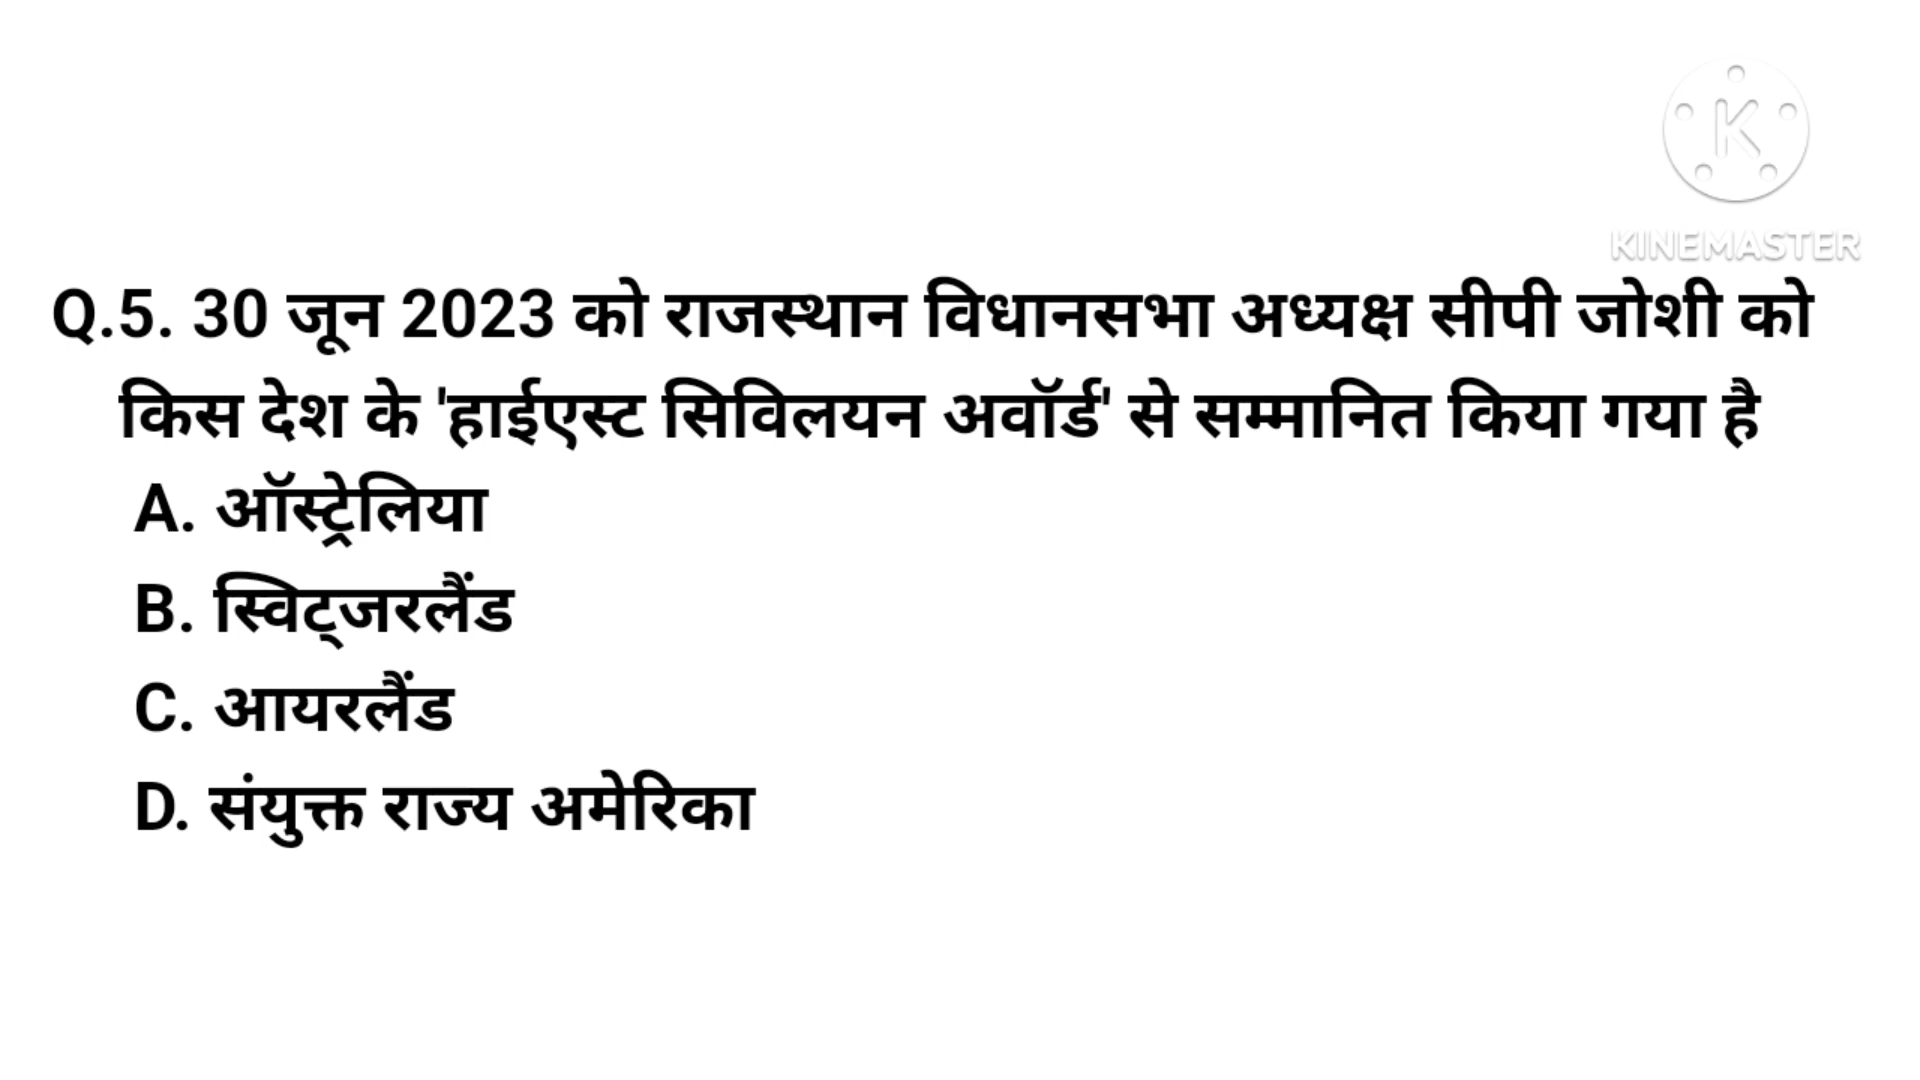 K
KINEMASTER
Q.5. 30 जून 2023 को राजस्थान विधानसभा अध्यक्ष सीपी जोशी को
किस देश के 'हाईएस्ट सिविलयन अवॉर्ड' से सम्मानित किया गया है
A. ऑस्ट्रेलिया
B. स्विट्जरलैंड
C. आयरलैंड
D. संयुक्त राज्य अमेरिका